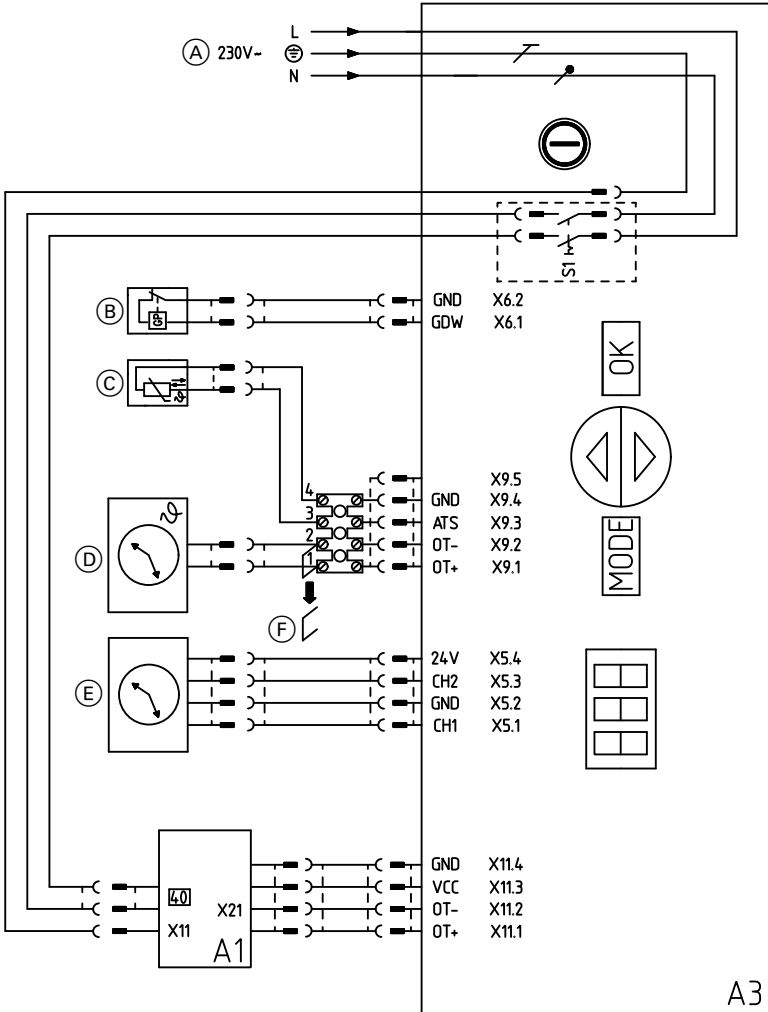 L
A 230V~
N
S1
B GP GND X6.2
GDW X6.1
OK
C ϑ
X9.5
4 GND X9.4
3 ATS X9.3
2 OT- X9.2
1 OT+ X9.1
D ϑ
MODE
F
24V X5.4
CH2 X5.3
E GND X5.2
CH1 X5.1
GND X11.4
40 VCC X11.3
X21 OT- X11.2
X11 OT+ X11.1
A1
A3